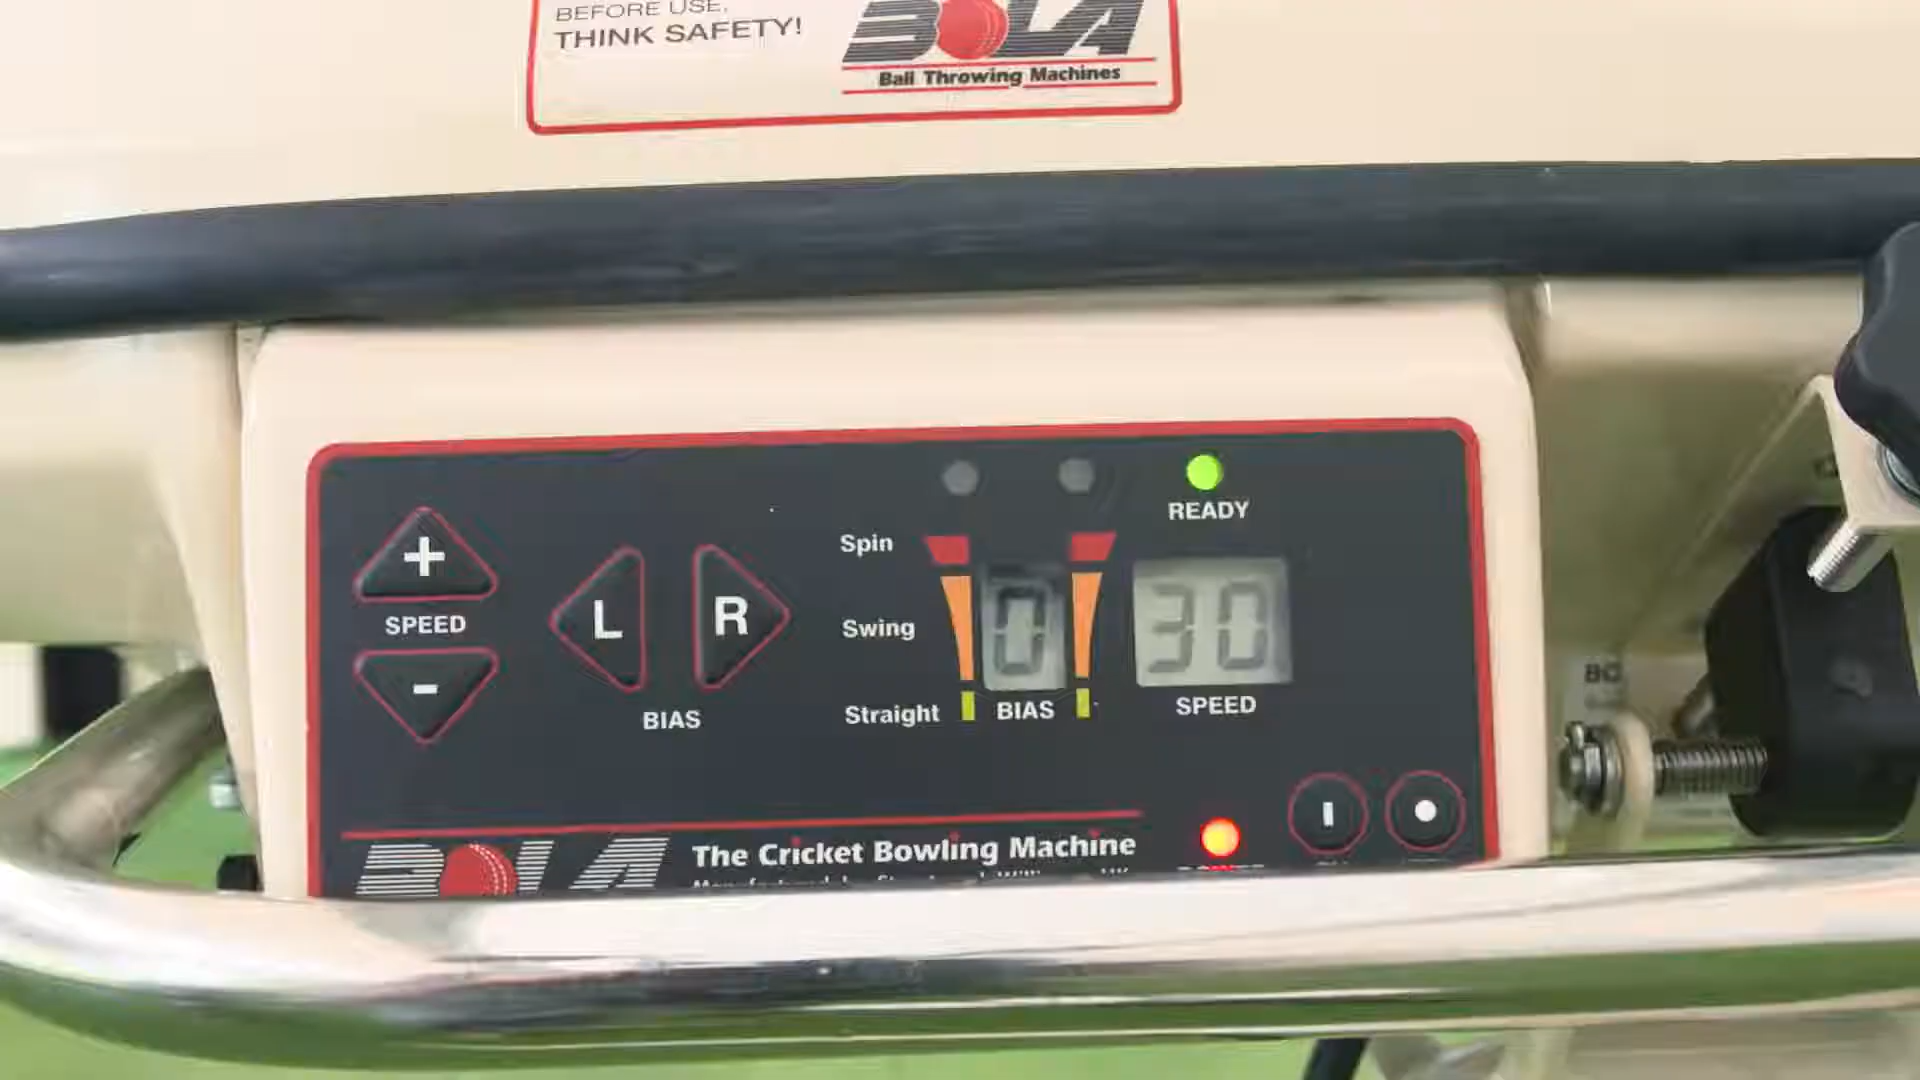 BEFORE USE.
THINK SAFETY!
BOLA
Ball Throwing Machines
READY
Spin
+
SPEED
L
R
Swing
0
30
-
BIAS
Straight
BIAS
SPEED
BOLA
The Cricket Bowling Machine